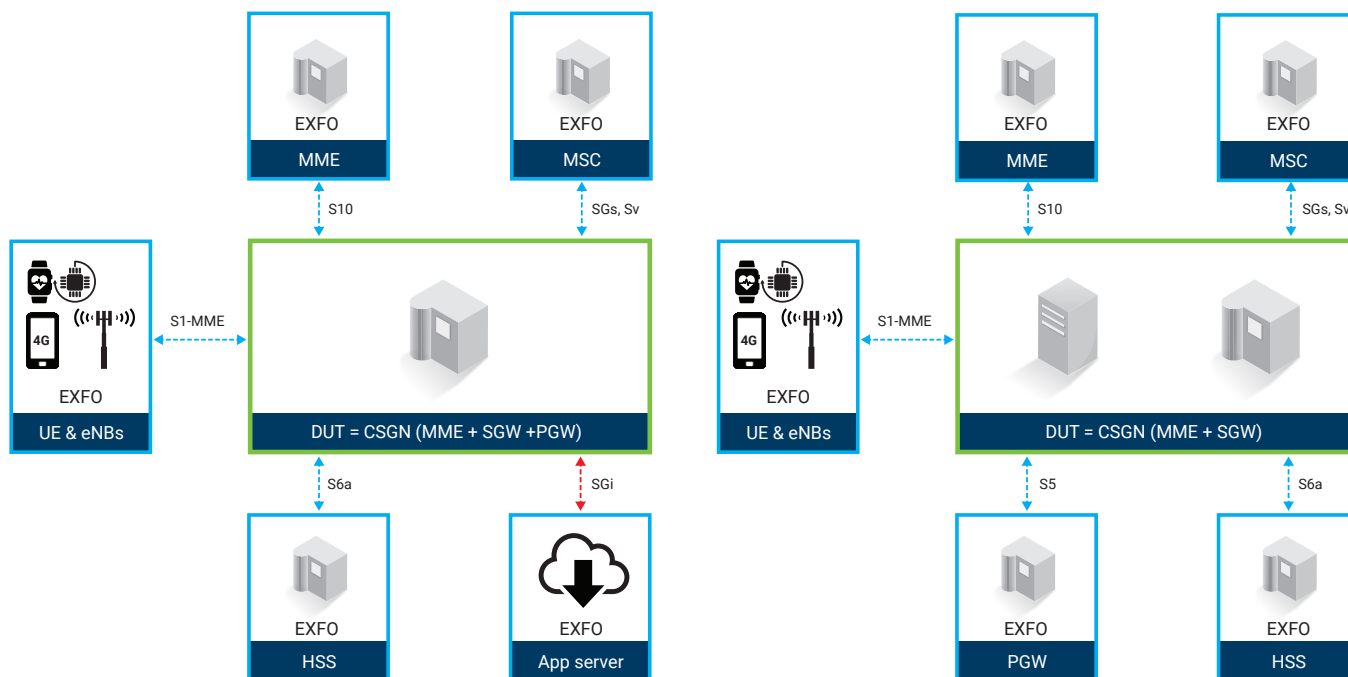 EXFO
MME
EXFO
MSC
S10
SGs, Sv
4G
EXFO
UE & eNBs
S1-MME
DUT = CSGN (MME + SGW +PGW)
S6a
SGi
EXFO
HSS
EXFO
App server
EXFO
MME
EXFO
MSC
S10
SGs, Sv
4G
EXFO
UE & eNBs
S1-MME
DUT = CSGN (MME + SGW)
S5
S6a
EXFO
PGW
EXFO
HSS